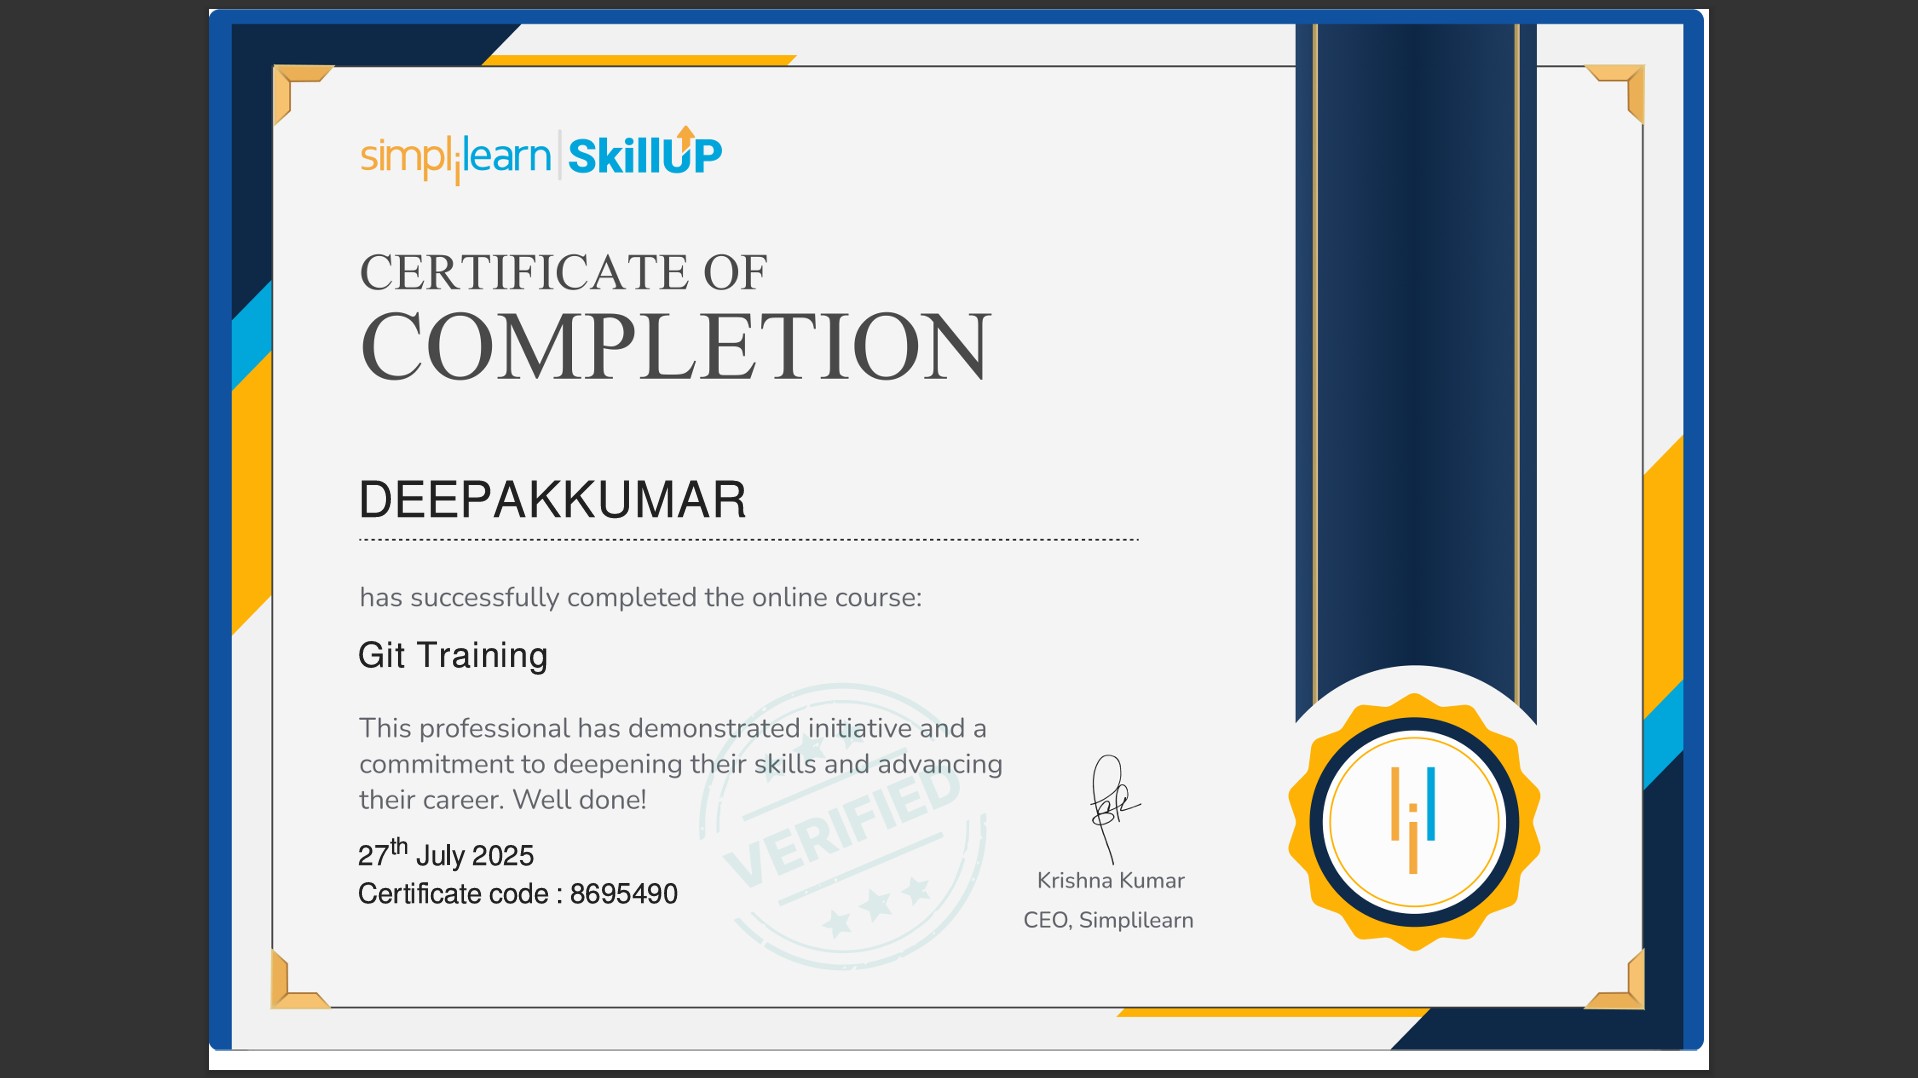 simplilearn | SkillUP
CERTIFICATE OF
COMPLETION
DEEPAKKUMAR
has successfully completed the online course:
Git Training
This professional has demonstrated initiative and a
commitment to deepening their skills and advancing
their career. Well done!
VERIFIED
27th July 2025
Certificate code : 8695490
Krishna Kumar
CEO, Simplilearn